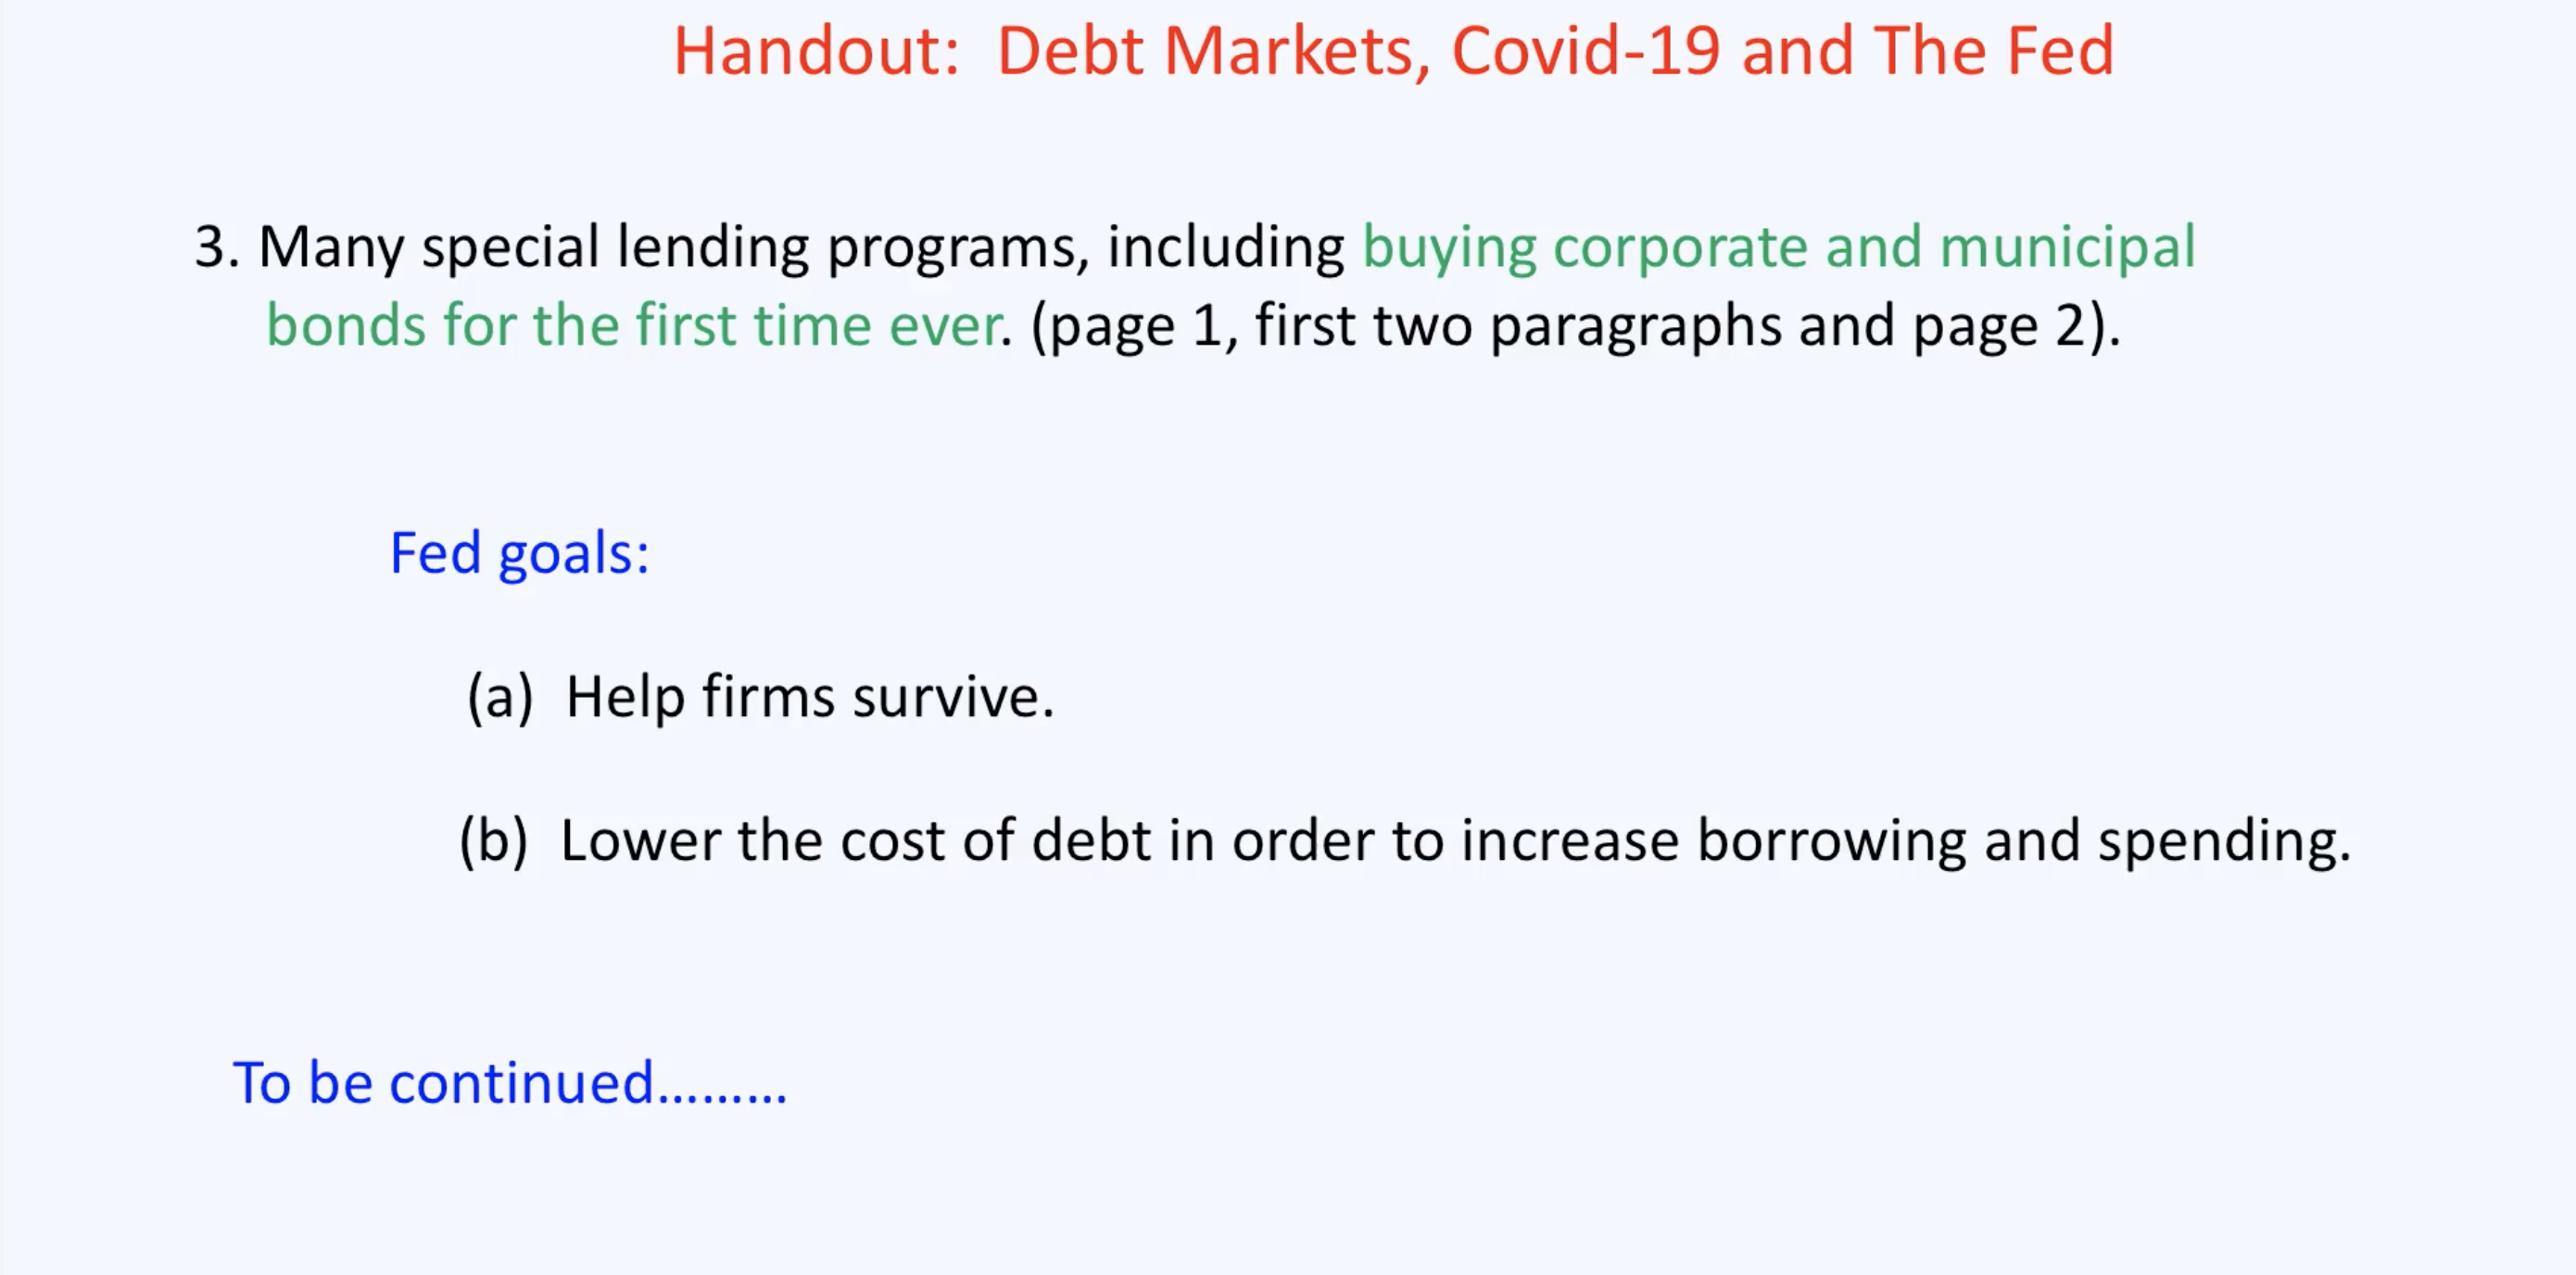 Handout:  Debt Markets, Covid-19 and The Fed
3. Many special lending programs, including buying corporate and municipal
bonds for the first time ever. (page 1, first two paragraphs and page 2).
Fed goals:
(a)  Help firms survive.
(b)  Lower the cost of debt in order to increase borrowing and spending.
To be continued.........